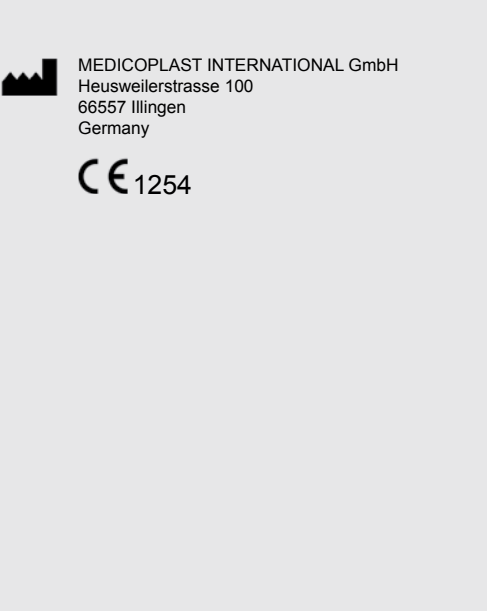 MEDICOPLAST INTERNATIONAL GmbH
Heusweilerstrasse 100
66557 Illingen
Germany
CE 1254